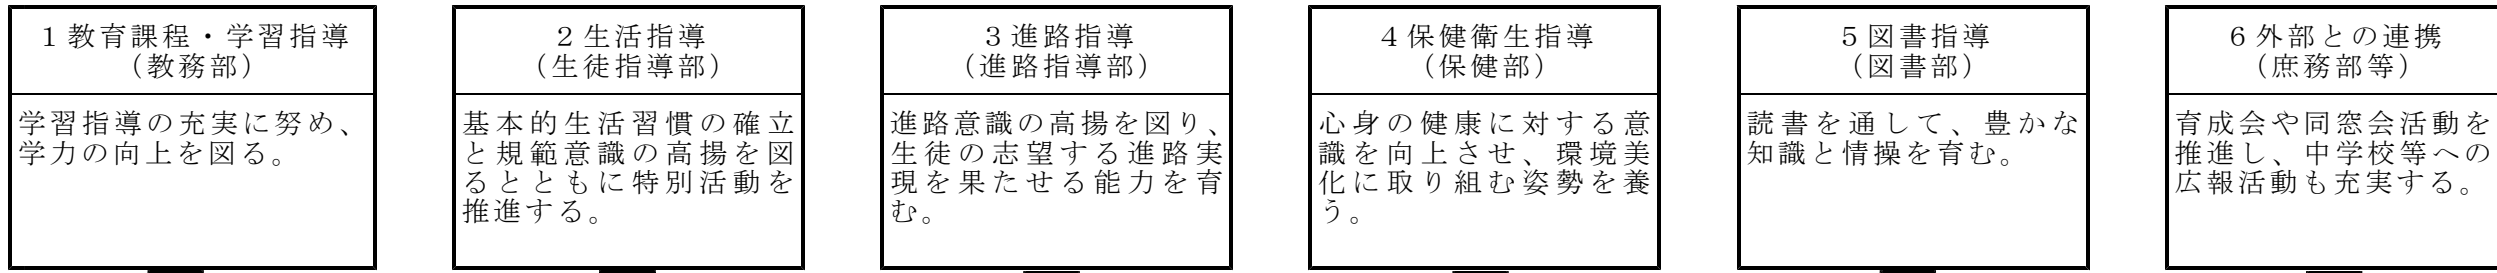 1教育課程・学習指導
（教務部）
学習指導の充実に努め、
学力の向上を図る。
2生活指導
（生徒指導部）
基本的生活習慣の確立
と規範意識の高揚を図
るとともに特別活動を
推進する。
3進路指導
（進路指導部）
進路意識の高揚を図り、
生徒の志望する進路実
現を果たせる能力を育
む。
4保健衛生指導
（保健部）
心身の健康に対する意
識を向上させ、環境美
化に取り組む姿勢を養
う。
5図書指導
（図書部）
読書を通して、豊かな
知識と情操を育む。
6外部との連携
（庶務部等）
育成会や同窓会活動を
推進し、中学校等への
広報活動も充実する。